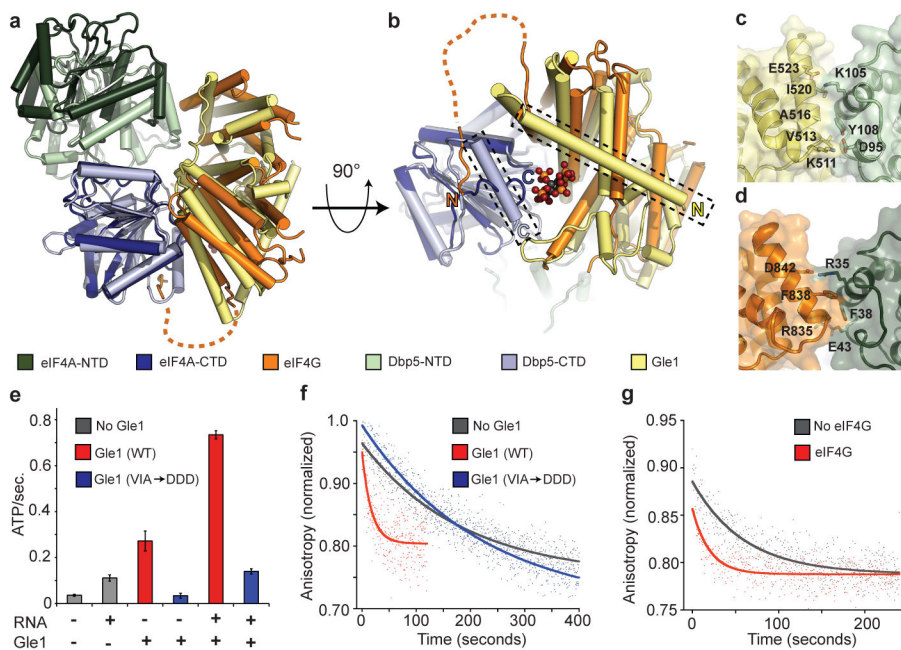 a
b
c
d
90°
N
C
C
N
E523
K105
I520
A516
V513
Y108
D95
K511
D842
R35
F838
F38
R835
E43
eIF4A-NTD eIF4A-CTD eIF4G Dbp5-NTD Dbp5-CTD Gle1
e
ATP/sec.
0.8
0.6
0.4
0.2
0
No Gle1
Gle1 (WT)
Gle1 (VIA→DDD)
RNA - + - - + +
Gle1 - - + + + +
f
Anisotropy (normalized)
1.0
0.90
0.80
0.70
No Gle1
Gle1 (WT)
Gle1 (VIA→DDD)
0 100 200 300 400
Time (seconds)
g
Anisotropy (normalized)
0.95
0.90
0.85
0.80
0.75
No eIF4G
eIF4G
0 100 200
Time (seconds)